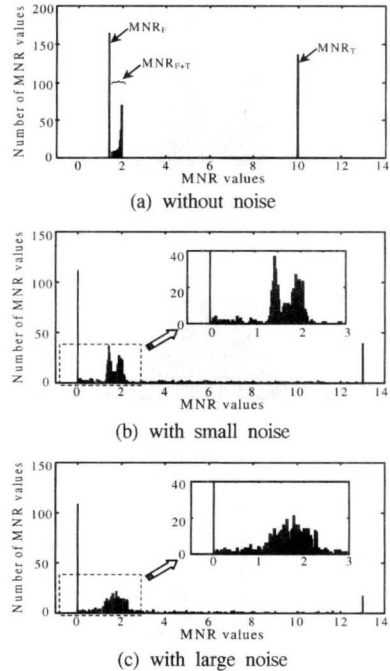 200
150
100
50
0
Number of MNR values
MNR_F
MNR_F+T
MNR_T
0 2 4 6 8 10 12 14
MNR values
(a) without noise
150
100
50
0
Number of MNR values
40
20
0
0 1 2 3
0 2 4 6 8 10 12 14
MNR values
(b) with small noise
150
100
50
0
Number of MNR values
40
20
0
0 1 2 3
0 2 4 6 8 10 12 14
MNR values
(c) with large noise